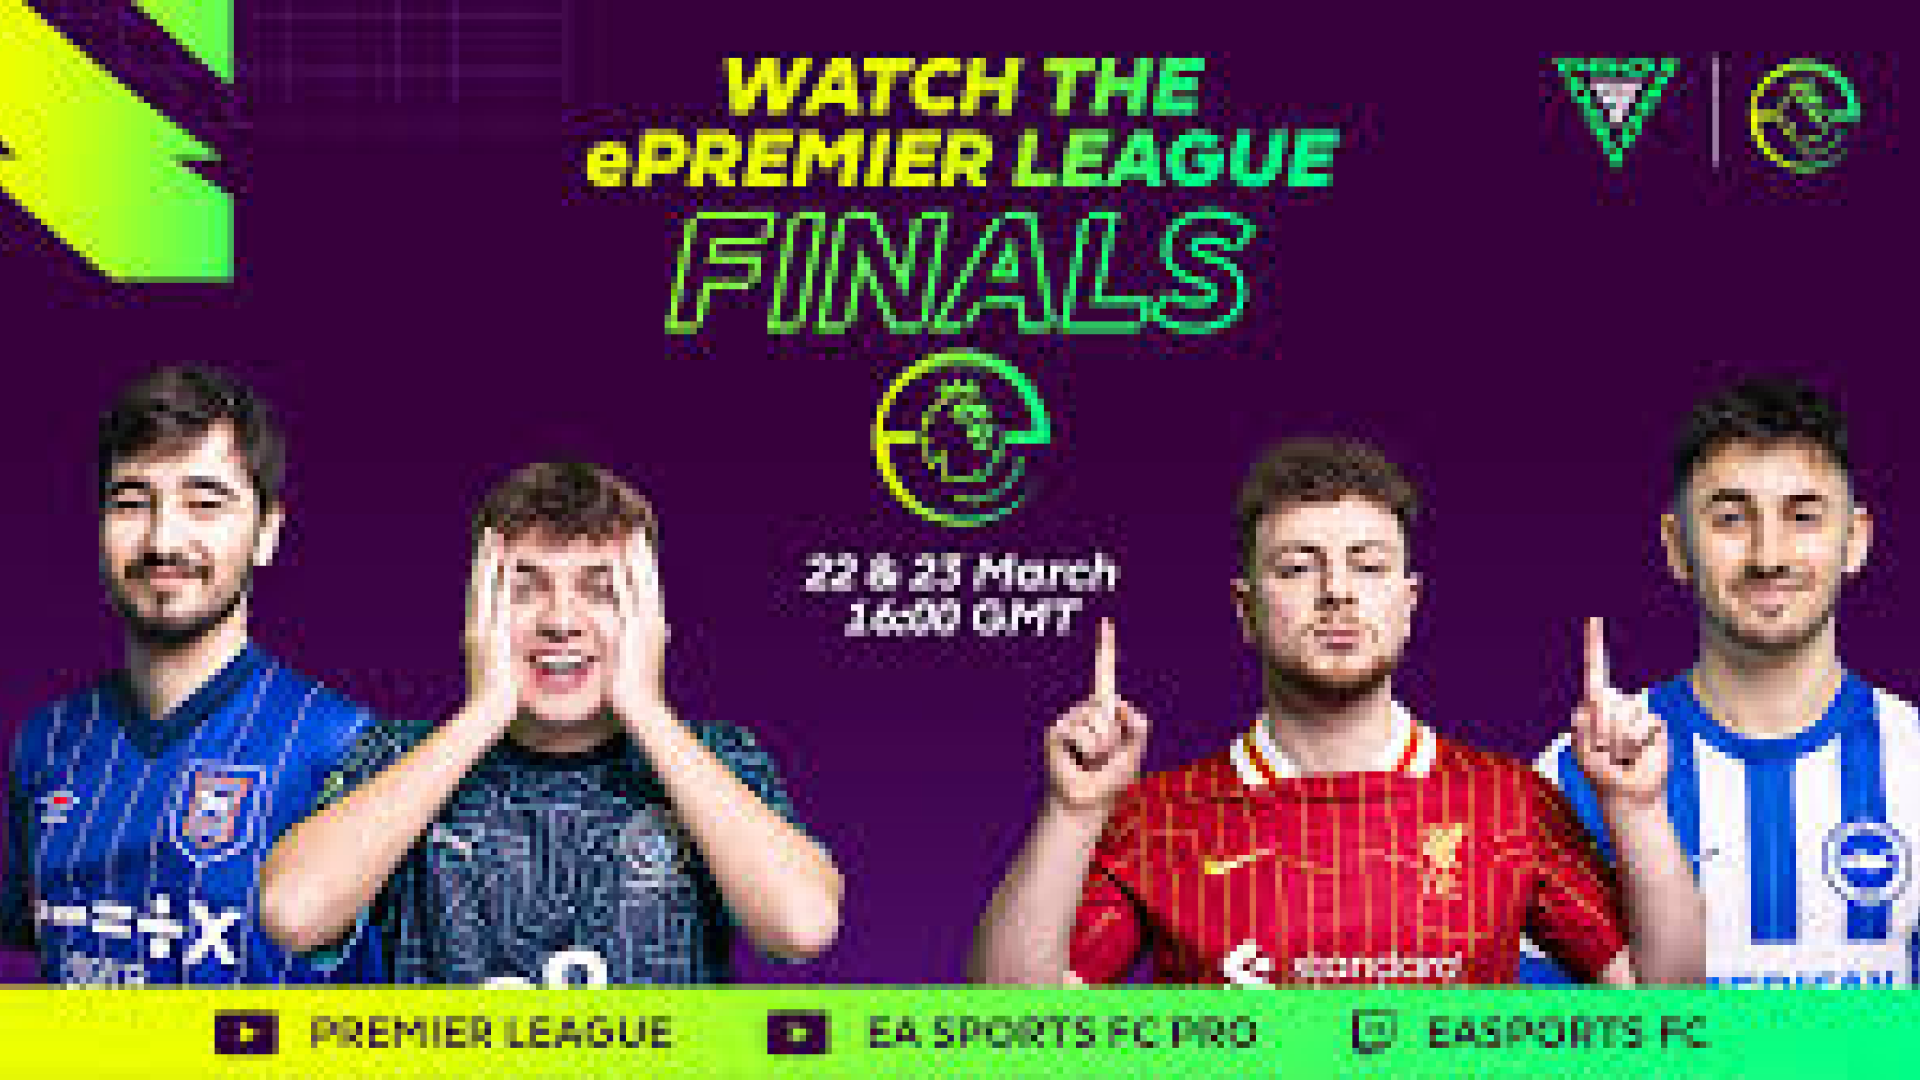 WATCH THE
ePREMIER LEAGUE
FINALS
22 & 23 March
16:00 GMT
standard
PREMIER LEAGUE
EA SPORTS FC PRO
EASPORTS FC